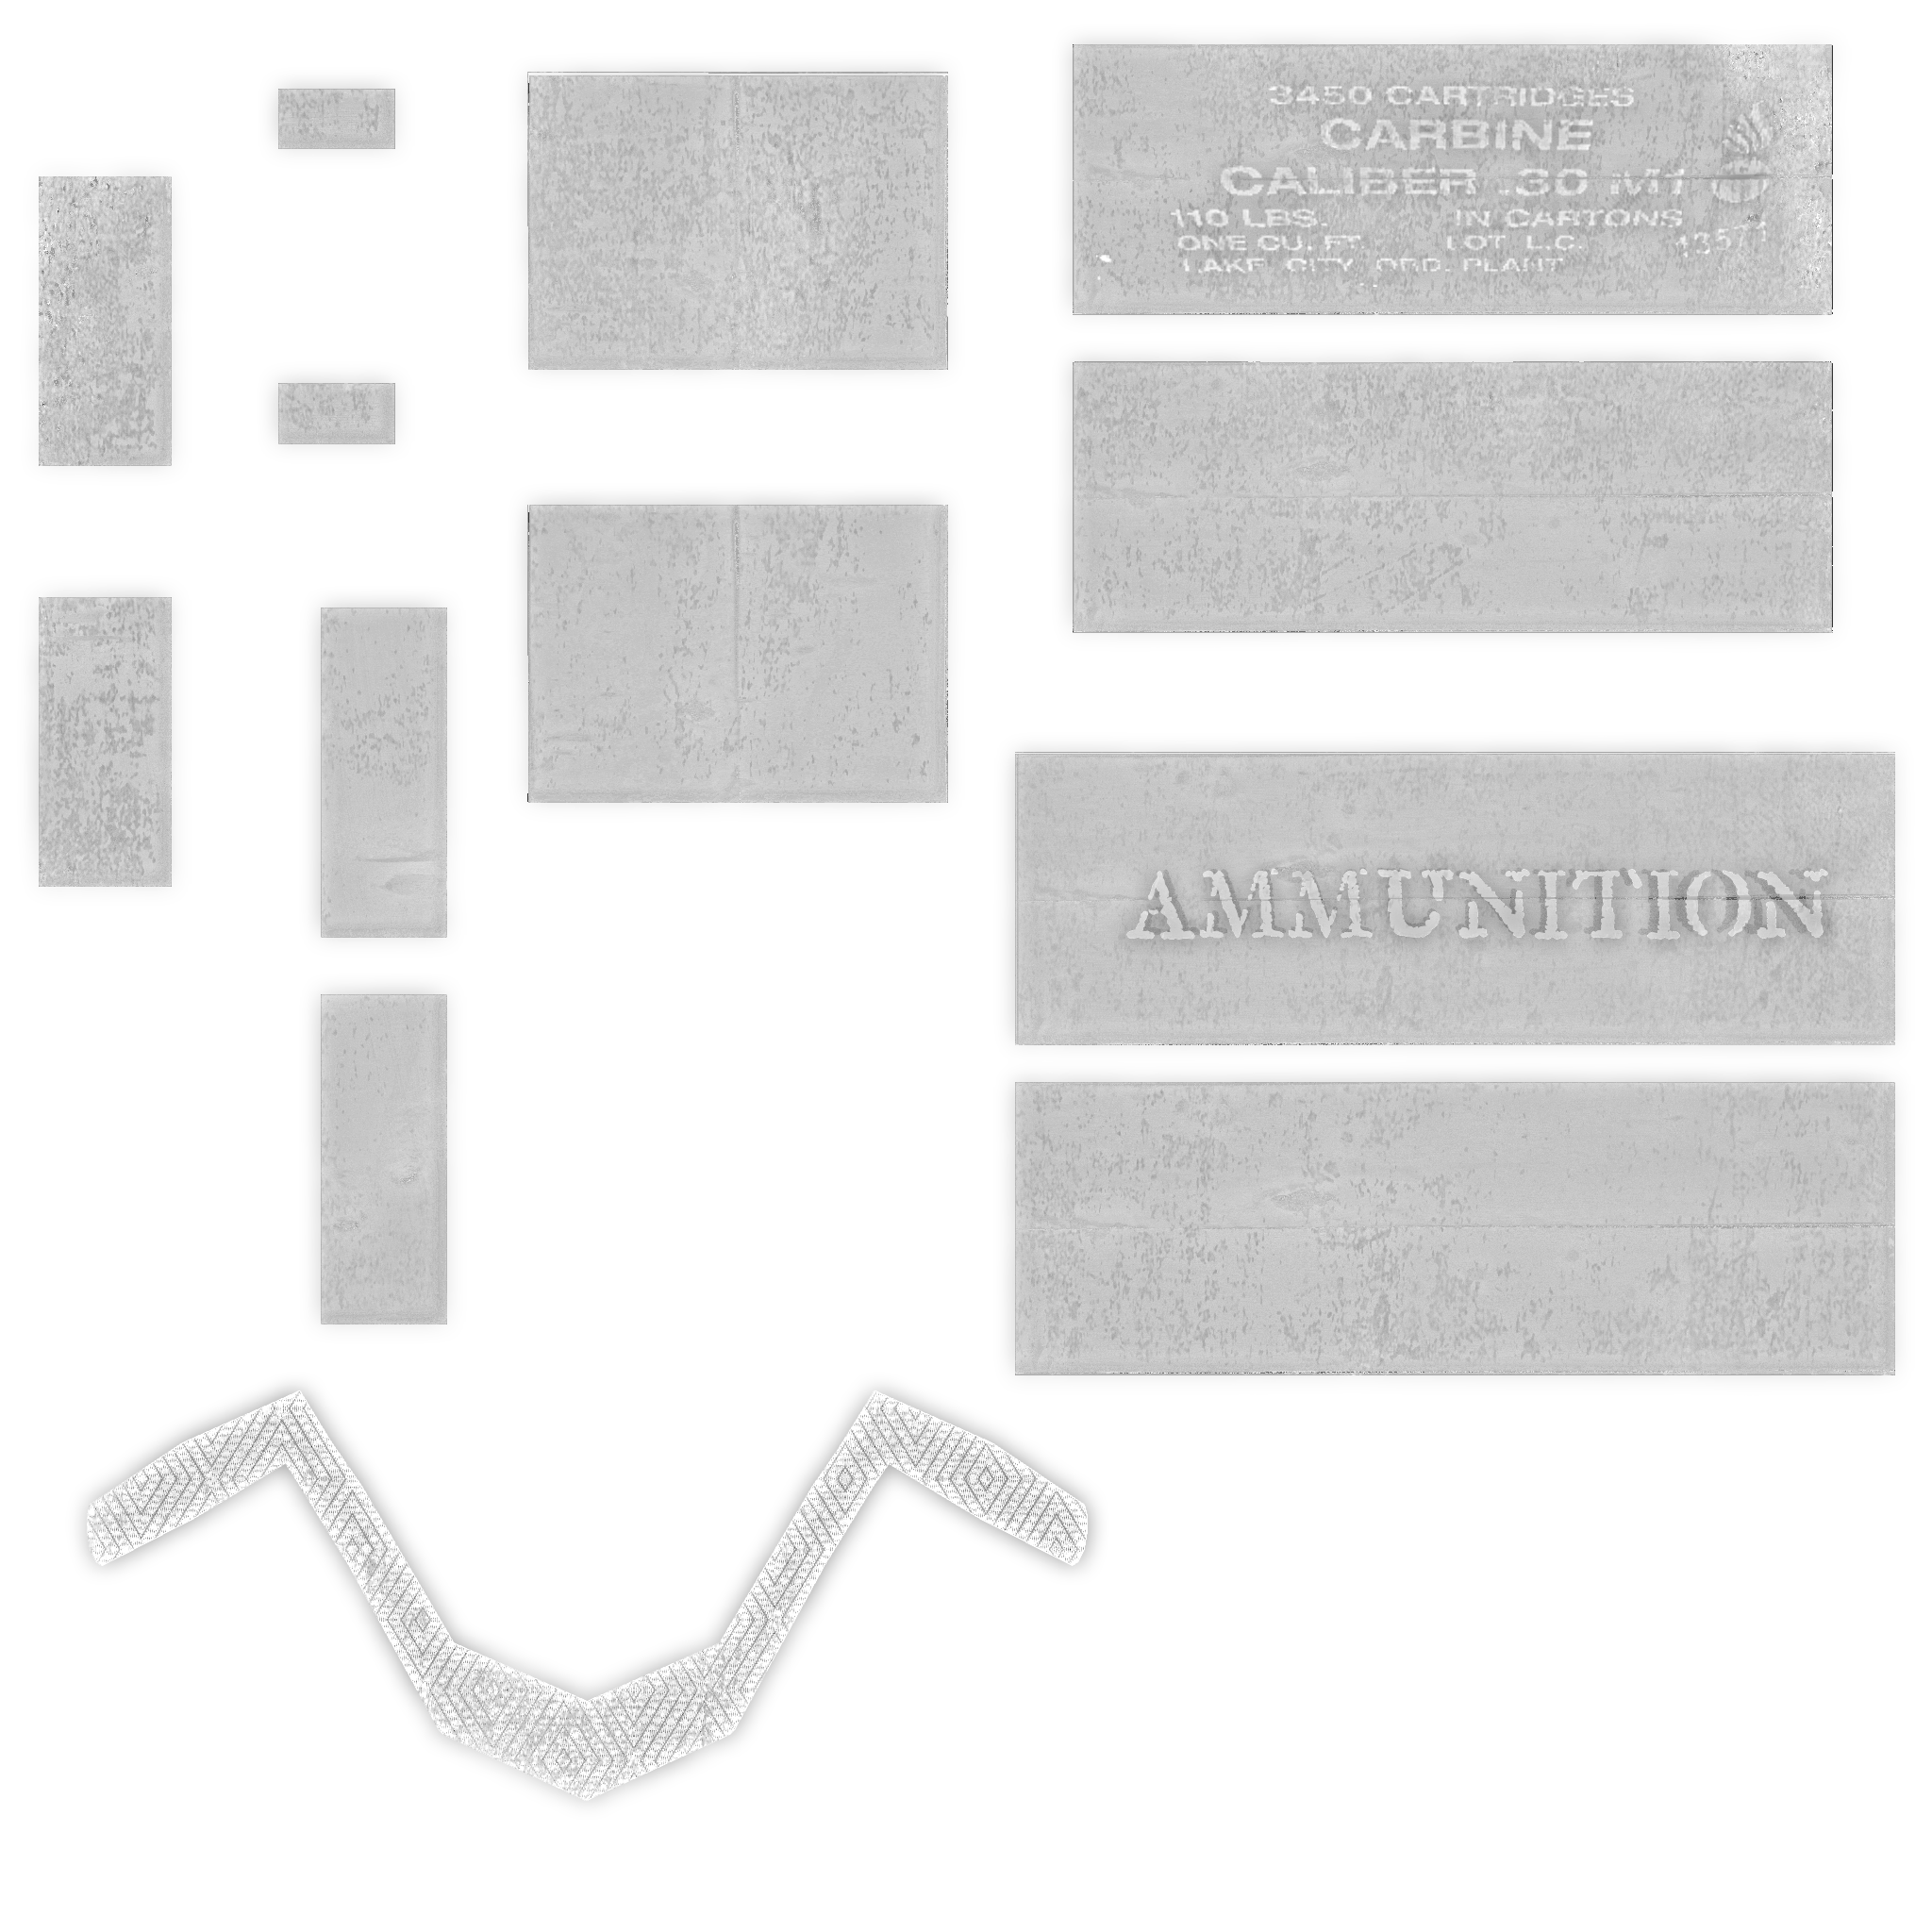 3450 CARTRIDGES
CARBINE
CALIBER .30 M1
110 LBS. IN CARTONS
ONE CU. FT. LOT L.C. 13571
LAKE CITY ORD. PLANT
AMMUNITION